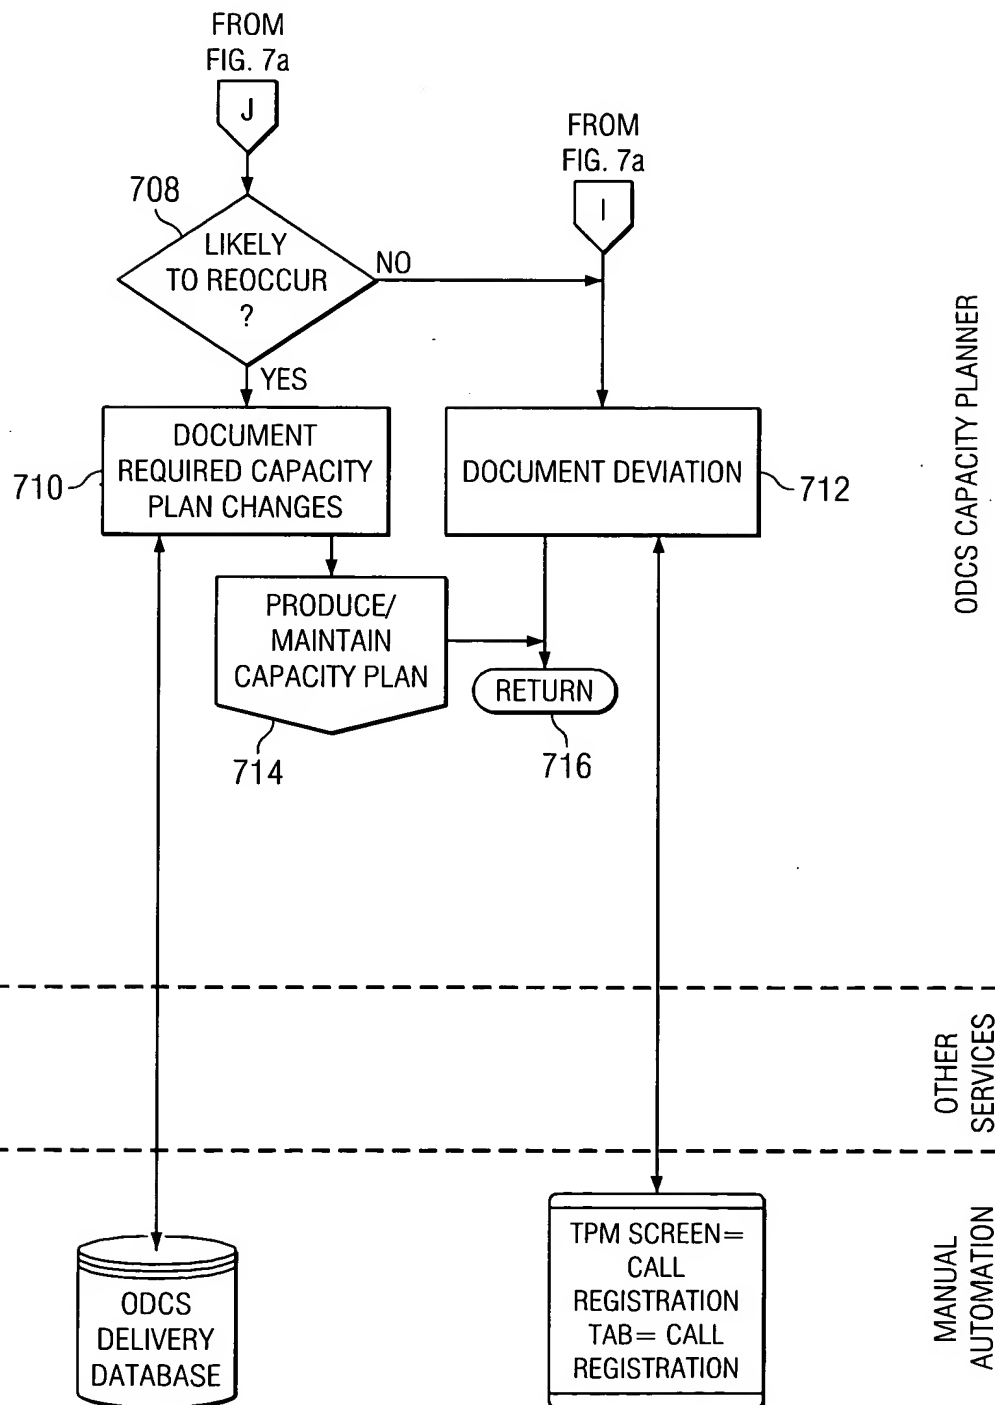 FROM
FIG. 7a
J
FROM
FIG. 7a
I
708
LIKELY
TO REOCCUR
?
NO
YES
DOCUMENT
REQUIRED CAPACITY
PLAN CHANGES
710
DOCUMENT DEVIATION
712
PRODUCE/
MAINTAIN
CAPACITY PLAN
714
RETURN
716
ODCS CAPACITY PLANNER
OTHER
SERVICES
MANUAL
AUTOMATION
ODCS
DELIVERY
DATABASE
TPM SCREEN=
CALL
REGISTRATION
TAB= CALL
REGISTRATION